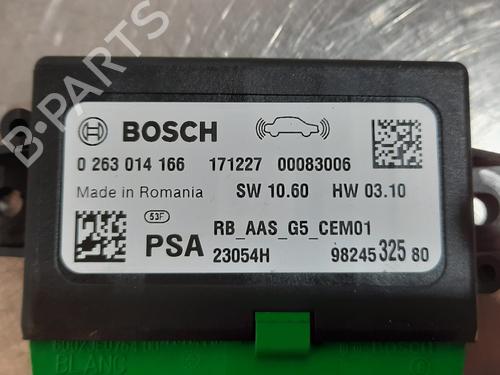 BOSCH
0 263 014 166 171227 00083006
Made in Romania SW 10.60 HW 03.10
53F
PSA RB_AAS_G5_CEM01
23054H 98245 325 80
BLANC
B-PARTS